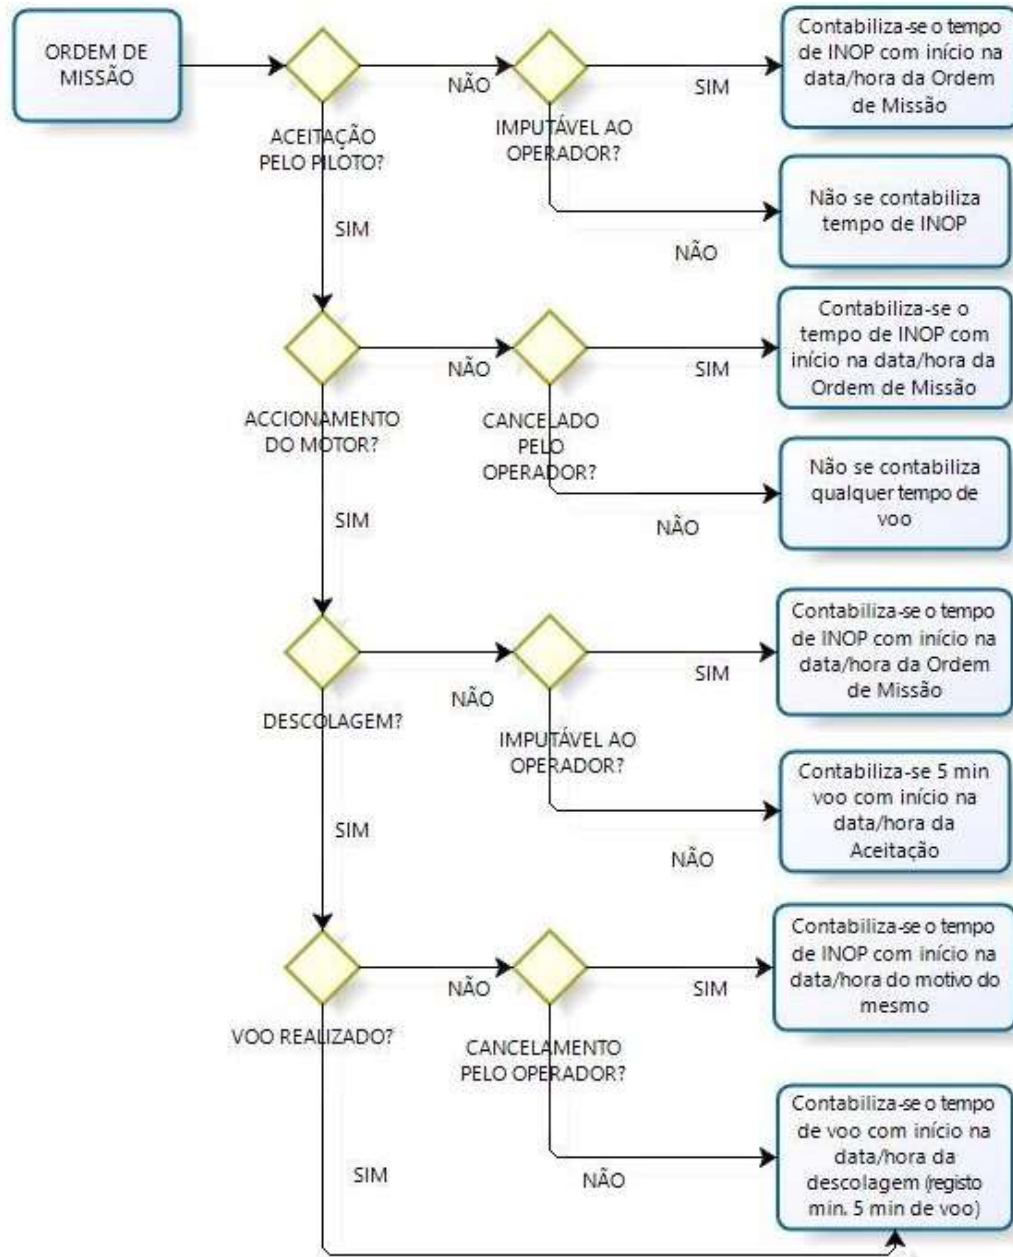 ORDEM DE
MISSÃO
NÃO
SIM
Contabiliza-se o tempo
de INOP com início na
data/hora da Ordem
de Missão
ACEITAÇÃO
PELO PILOTO?
IMPUTÁVEL AO
OPERADOR?
Não se contabiliza
tempo de INOP
SIM
NÃO
NÃO
SIM
Contabiliza-se o
tempo de INOP com
início na data/hora da
Ordem de Missão
ACCIONAMENTO
DO MOTOR?
CANCELADO
PELO
OPERADOR?
Não se contabiliza
qualquer tempo de
voo
SIM
NÃO
NÃO
SIM
Contabiliza-se o tempo
de INOP com início na
data/hora da Ordem
de Missão
DESCOLAGEM?
IMPUTÁVEL AO
OPERADOR?
Contabiliza-se 5 min
voo com início na
data/hora da
Aceitação
SIM
NÃO
NÃO
SIM
Contabiliza-se o tempo
de INOP com início na
data/hora do motivo do
mesmo
VOO REALIZADO?
CANCELAMENTO
PELO OPERADOR?
Contabiliza-se o tempo
de voo com início na
data/hora da
descolagem (registo
min. 5 min de voo)
SIM
NÃO